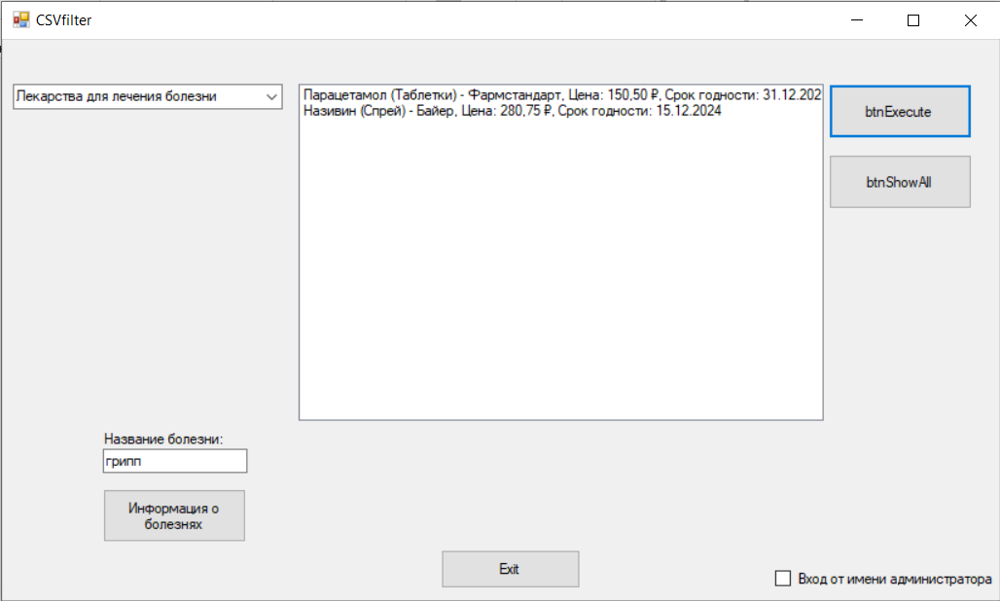 CSVfilter
Лекарства для лечения болезни
Парацетамол (Таблетки) - Фармстандарт, Цена: 150,50 ₽, Срок годности: 31.12.202
Називин (Спрей) - Байер, Цена: 280,75 ₽, Срок годности: 15.12.2024
btnExecute
btnShowAll
Название болезни:
грипп
Информация о
болезнях
Exit
Вход от имени администратора